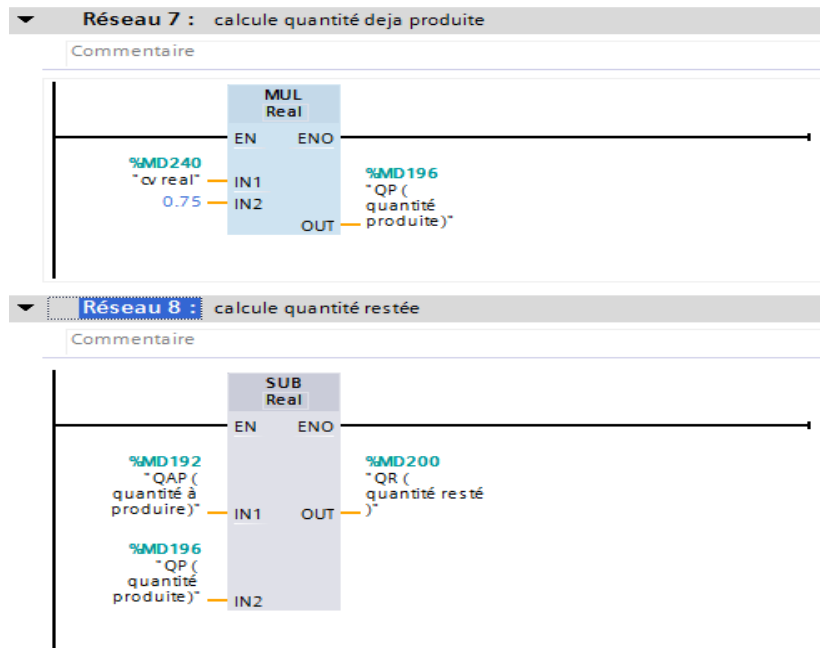 Réseau 7 : calcule quantité deja produite
Commentaire
MUL
Real
EN ENO
%MD240
"cv real" IN1
0.75 IN2
%MD196
"QP (
quantité
produite)"
OUT
Réseau 8 : calcule quantité restée
Commentaire
SUB
Real
EN ENO
%MD192
"QAP (
quantité à
produire)" IN1
%MD200
"QR (
quantité resté
)"
OUT
%MD196
"QP (
quantité
produite)" IN2